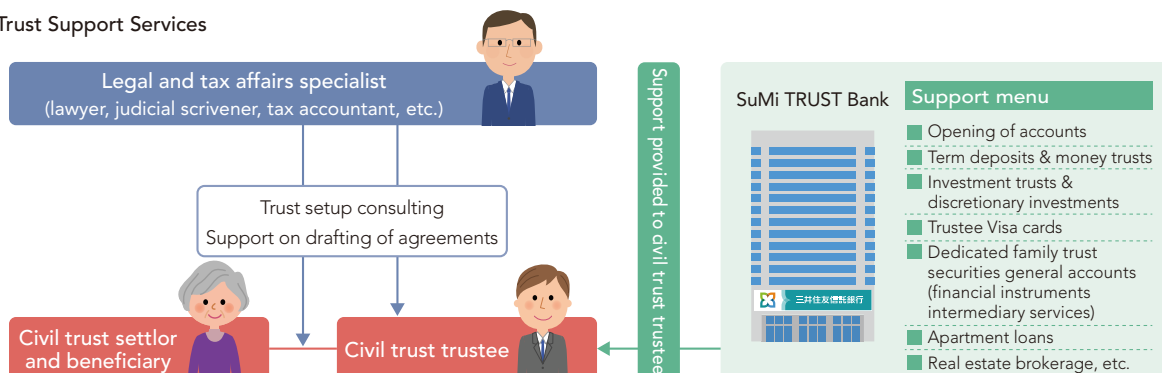 Trust Support Services
Legal and tax affairs specialist
(lawyer, judicial scrivener, tax accountant, etc.)
Trust setup consulting
Support on drafting of agreements
Civil trust settlor
and beneficiary
Civil trust trustee
Support provided to civil trust trustee
SuMi TRUST Bank
三井住友信託銀行
Support menu
Opening of accounts
Term deposits & money trusts
Investment trusts &
discretionary investments
Trustee Visa cards
Dedicated family trust
securities general accounts
(financial instruments
intermediary services)
Apartment loans
Real estate brokerage, etc.